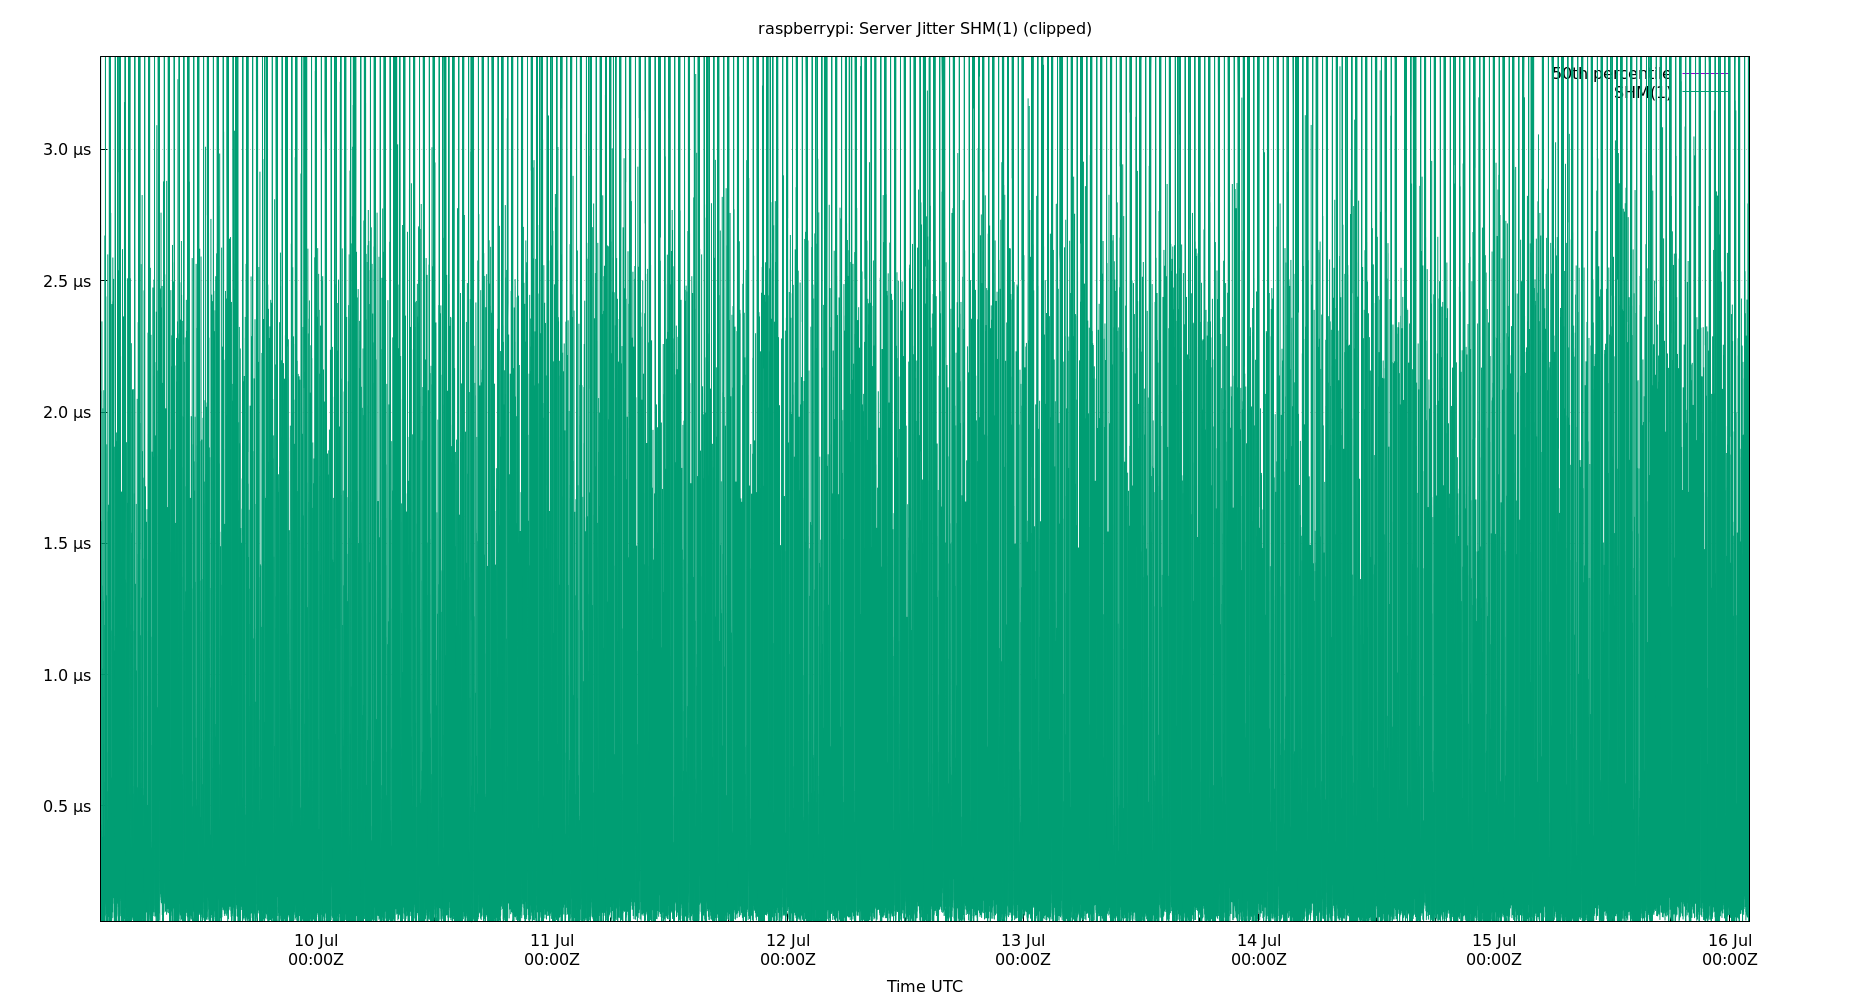 raspberrypi: Server Jitter SHM(1) (clipped)
50th percentile
SHM(1)
3.0 µs
2.5 µs
2.0 µs
1.5 µs
1.0 µs
0.5 µs
10 Jul 11 Jul 12 Jul 13 Jul 14 Jul 15 Jul 16 Jul
00:00Z 00:00Z 00:00Z 00:00Z 00:00Z 00:00Z 00:00Z
Time UTC